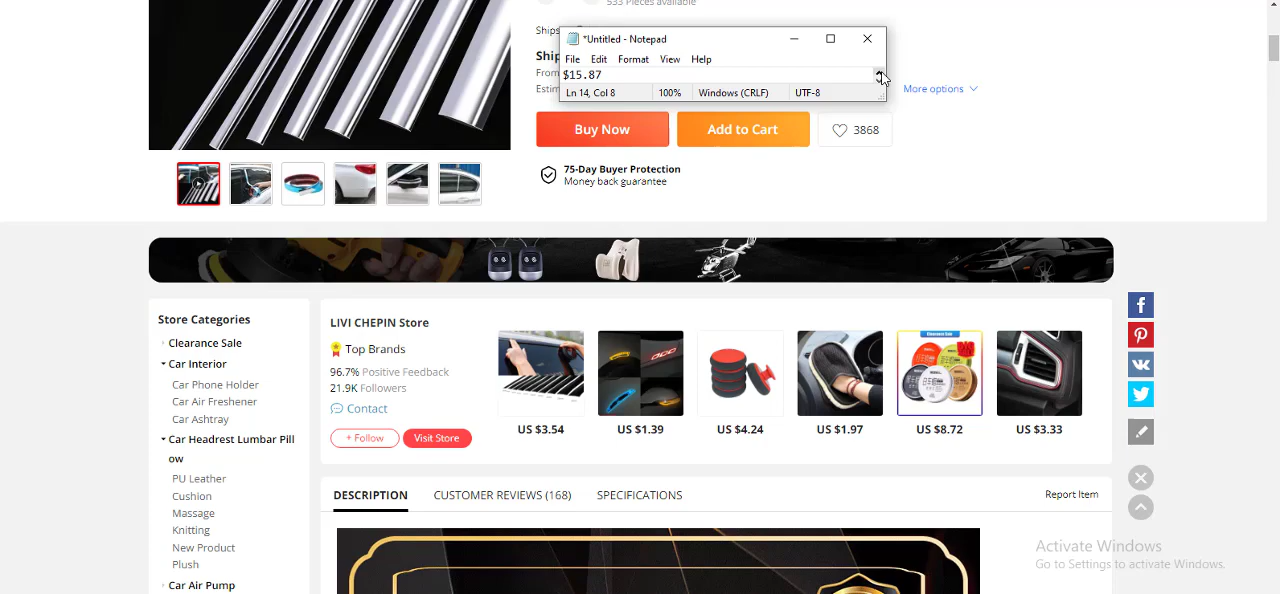 533 Pieces available
Ships
*Untitled - Notepad
Ship
File Edit Format View Help
From
$15.87
Estim
More options
Ln 14, Col 8 100% Windows (CRLF) UTF-8
Buy Now
Add to Cart
3868
75-Day Buyer Protection
Money back guarantee
Store Categories
Clearance Sale
Car Interior
Car Phone Holder
Car Air Freshener
Car Ashtray
Car Headrest Lumbar Pill
ow
PU Leather
Cushion
Massage
Knitting
New Product
Plush
Car Air Pump
LIVI CHEPIN Store
Top Brands
96.7% Positive Feedback
21.9K Followers
Contact
+ Follow
Visit Store
US $3.54
US $1.39
US $4.24
US $1.97
Clearance Sale
US $8.72
US $3.33
DESCRIPTION
CUSTOMER REVIEWS (168)
SPECIFICATIONS
Report Item
Activate Windows
Go to Settings to activate Windows.